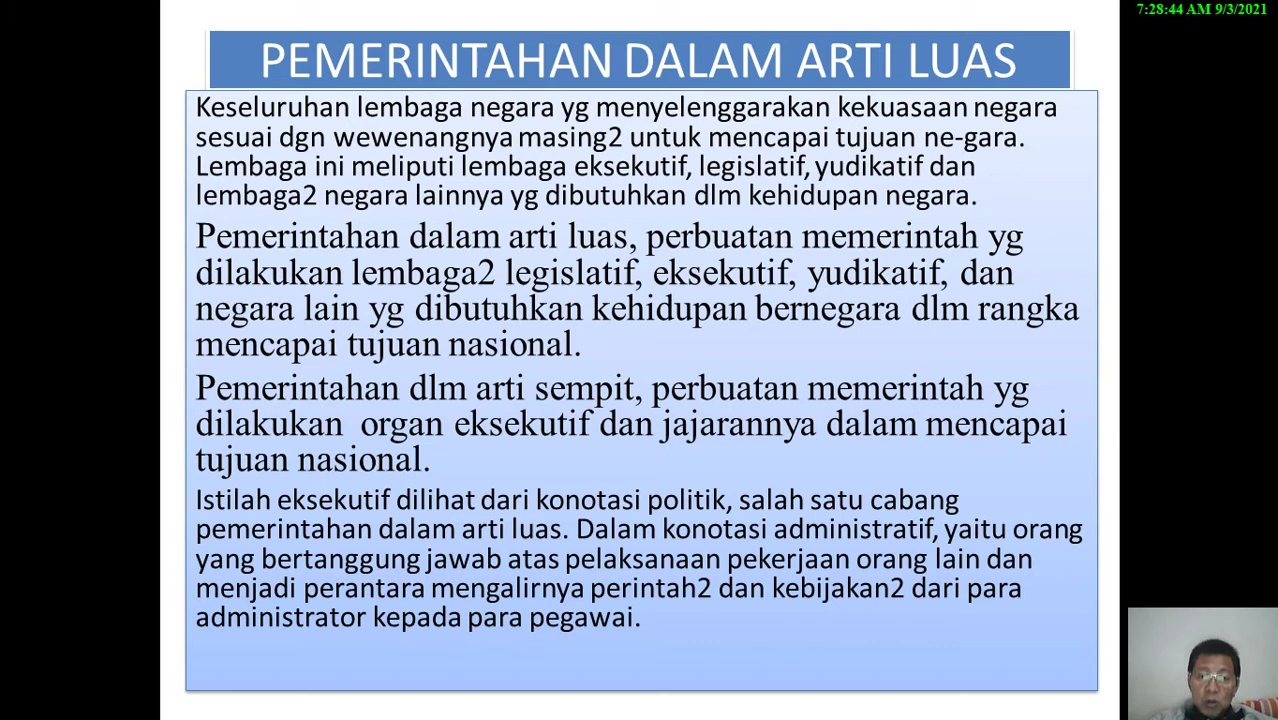 7:28:44 AM 9/3/2021
PEMERINTAHAN DALAM ARTI LUAS
Keseluruhan lembaga negara yg menyelenggarakan kekuasaan negara
sesuai dgn wewenangnya masing2 untuk mencapai tujuan ne-gara.
Lembaga ini meliputi lembaga eksekutif, legislatif, yudikatif dan
lembaga2 negara lainnya yg dibutuhkan dlm kehidupan negara.
Pemerintahan dalam arti luas, perbuatan memerintah yg
dilakukan lembaga2 legislatif, eksekutif, yudikatif, dan
negara lain yg dibutuhkan kehidupan bernegara dlm rangka
mencapai tujuan nasional.
Pemerintahan dlm arti sempit, perbuatan memerintah yg
dilakukan organ eksekutif dan jajarannya dalam mencapai
tujuan nasional.
Istilah eksekutif dilihat dari konotasi politik, salah satu cabang
pemerintahan dalam arti luas. Dalam konotasi administratif, yaitu orang
yang bertanggung jawab atas pelaksanaan pekerjaan orang lain dan
menjadi perantara mengalirnya perintah2 dan kebijakan2 dari para
administrator kepada para pegawai.